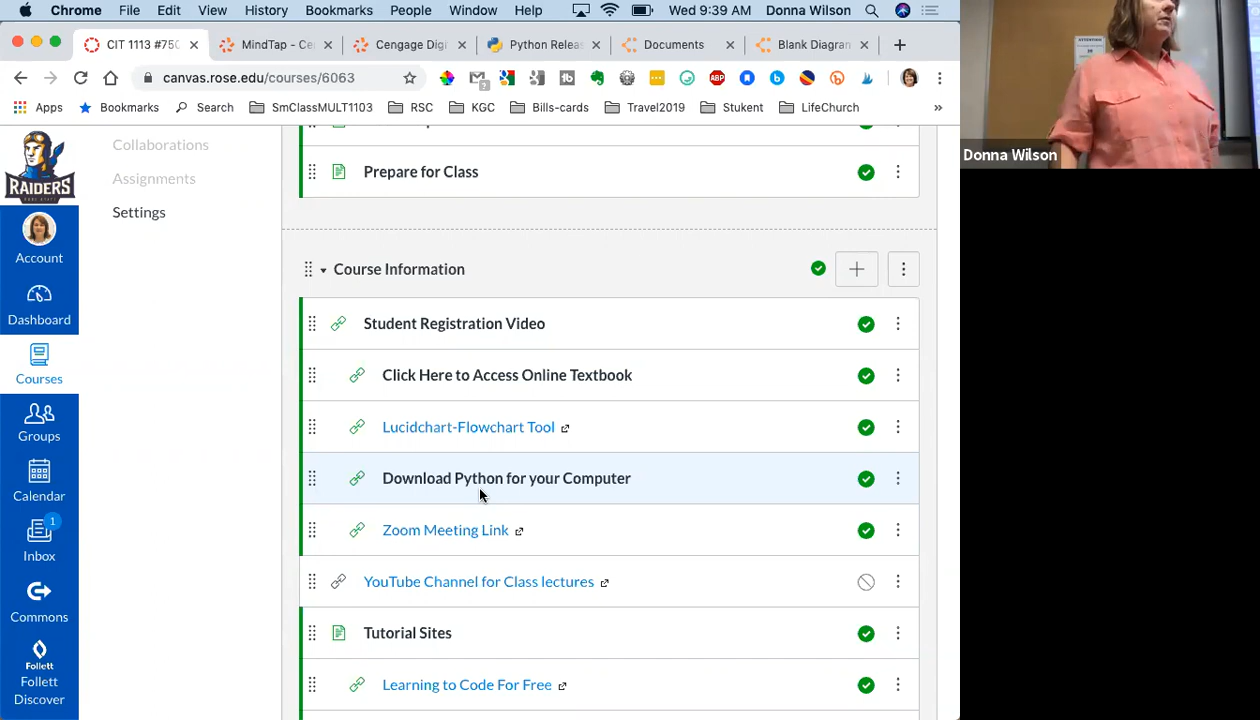 Chrome File Edit View History Bookmarks People Window Help Wed 9:39 AM Donna Wilson
CIT 1113 #750 MindTap - Ce Cengage Digi Python Releas Documents Blank Diagran
canvas.rose.edu/courses/6063
Apps Bookmarks Search SmClassMULT1103 RSC KGC Bills-cards Travel2019 Stukent LifeChurch »
ABP
ATTENTION
Donna Wilson
RAIDERS
Account
Dashboard
Courses
Groups
Calendar
1
Inbox
Commons
Follett
Discover
Collaborations
Assignments
Settings
Prepare for Class
Course Information
Student Registration Video
Click Here to Access Online Textbook
Lucidchart-Flowchart Tool
Download Python for your Computer
Zoom Meeting Link
YouTube Channel for Class lectures
Tutorial Sites
Learning to Code For Free